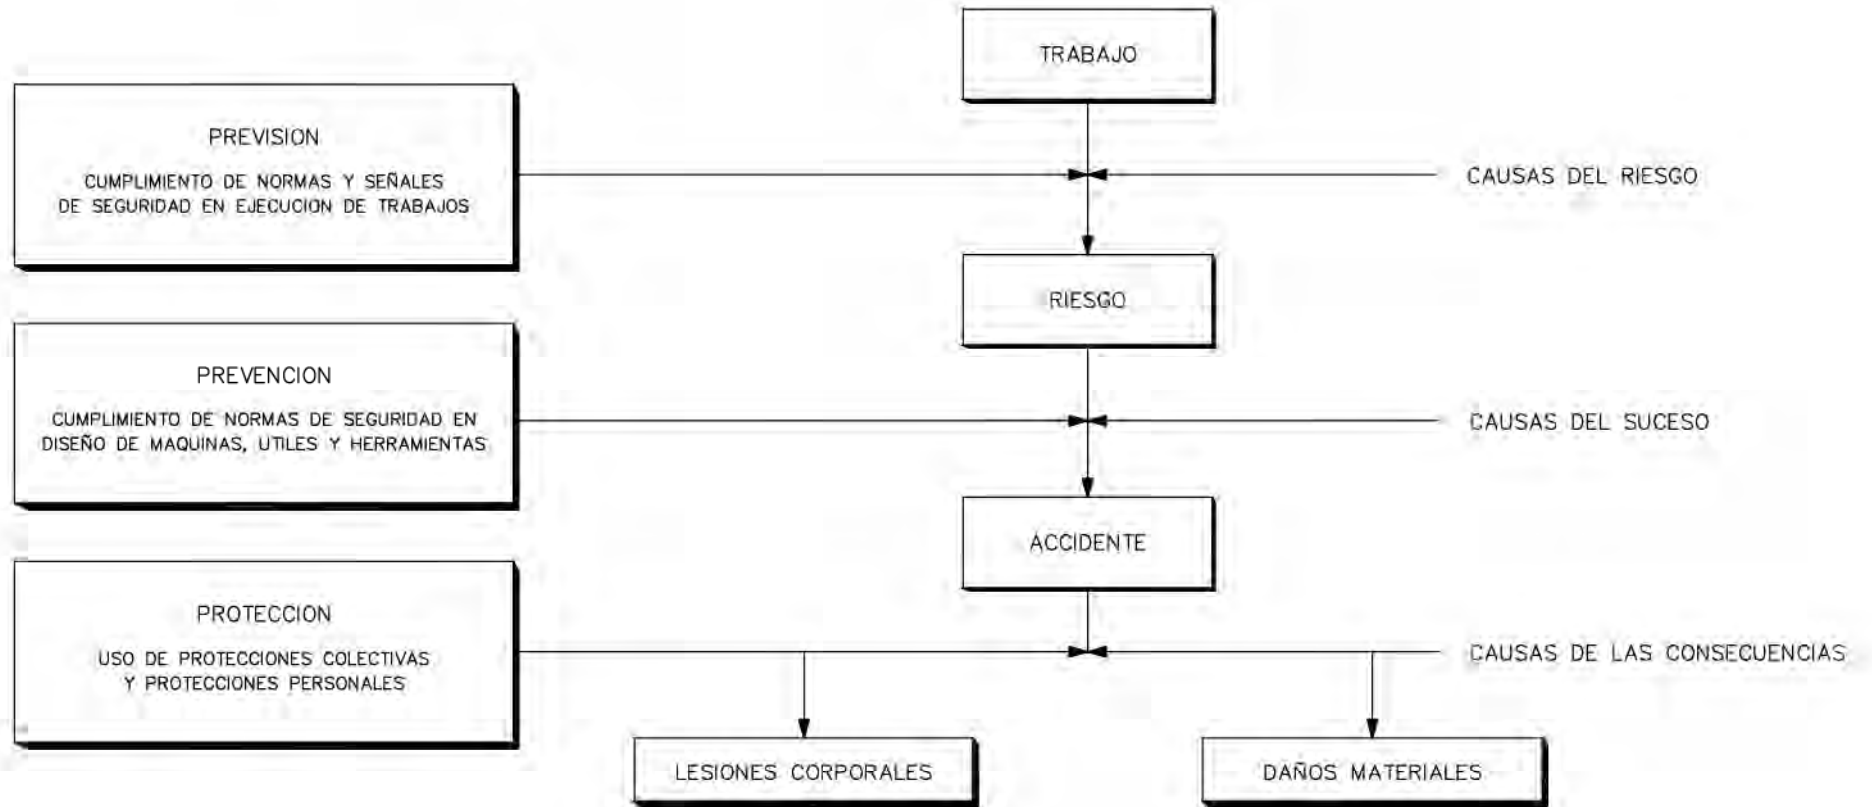 TRABAJO
PREVISION
CUMPLIMIENTO DE NORMAS Y SEÑALES
DE SEGURIDAD EN EJECUCION DE TRABAJOS
CAUSAS DEL RIESGO
RIESGO
PREVENCION
CUMPLIMIENTO DE NORMAS DE SEGURIDAD EN
DISEÑO DE MAQUINAS, UTILES Y HERRAMIENTAS
CAUSAS DEL SUCESO
ACCIDENTE
PROTECCION
USO DE PROTECCIONES COLECTIVAS
Y PROTECCIONES PERSONALES
CAUSAS DE LAS CONSECUENCIAS
LESIONES CORPORALES
DAÑOS MATERIALES